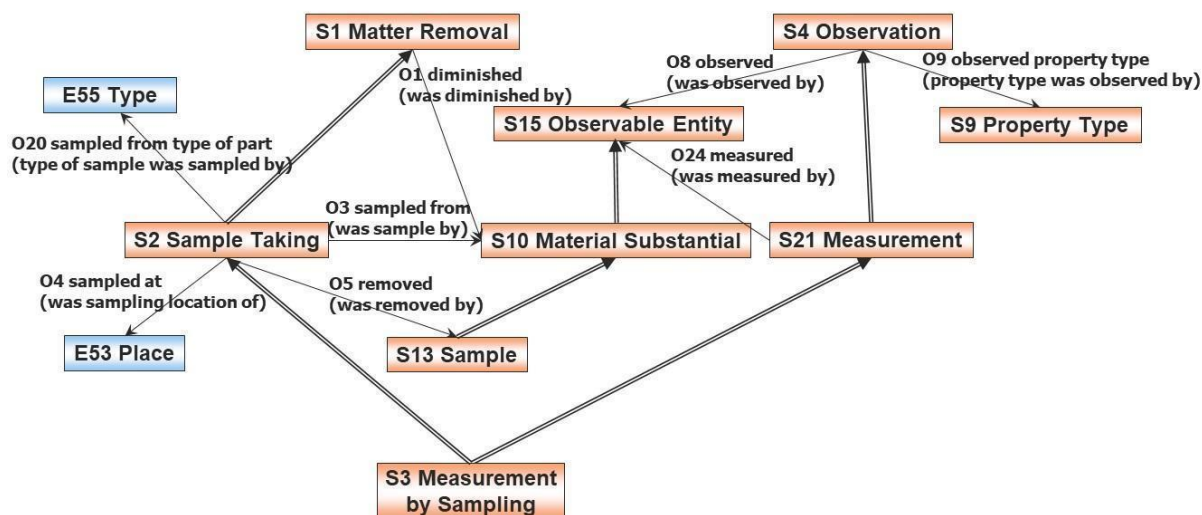 S1 Matter Removal
S4 Observation
O1 diminished
(was diminished by)
O8 observed
(was observed by)
O9 observed property type
(property type was observed by)
E55 Type
S15 Observable Entity
S9 Property Type
O20 sampled from type of part
(type of sample was sampled by)
O24 measured
(was measured by)
O3 sampled from
(was sample by)
S2 Sample Taking
S10 Material Substantial
S21 Measurement
O4 sampled at
(was sampling location of)
O5 removed
(was removed by)
E53 Place
S13 Sample
S3 Measurement
by Sampling